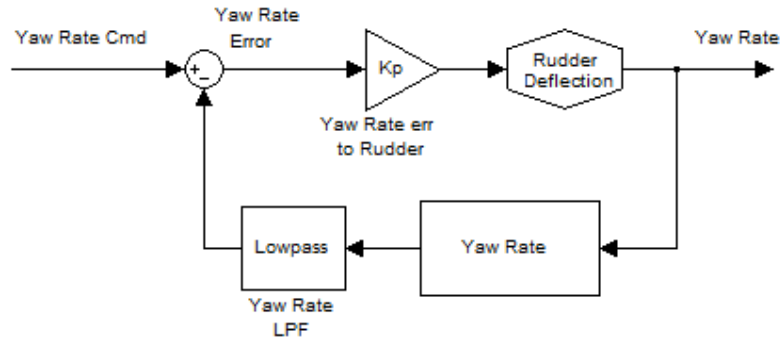 Yaw Rate Cmd
Yaw Rate
Error
+
-
Kp
Yaw Rate err
to Rudder
Rudder
Deflection
Yaw Rate
Lowpass
Yaw Rate
LPF
Yaw Rate